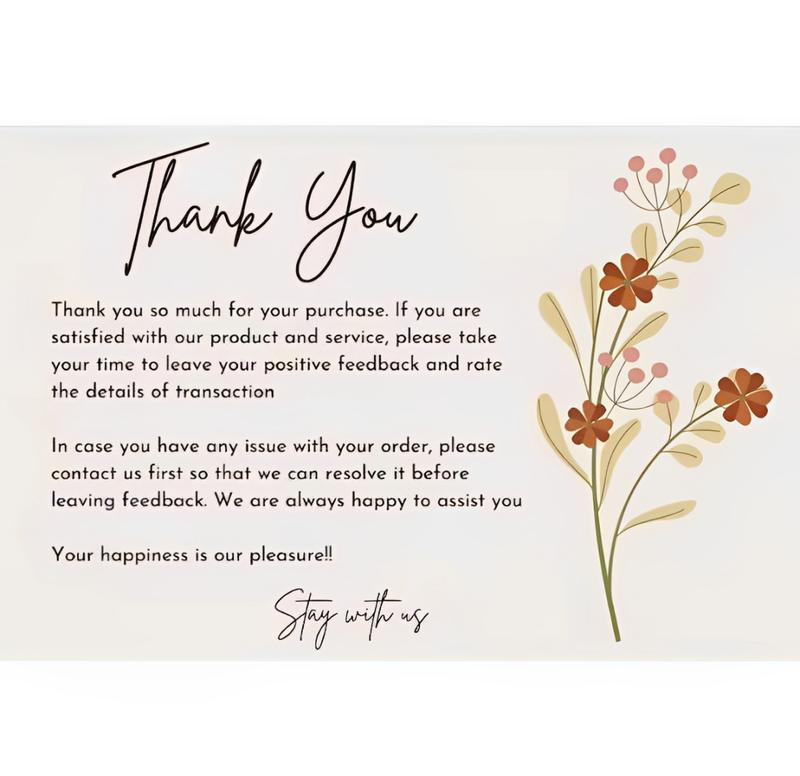 Thank You
Thank you so much for your purchase. If you are
satisfied with our product and service, please take
your time to leave your positive feedback and rate
the details of transaction
In case you have any issue with your order, please
contact us first so that we can resolve it before
leaving feedback. We are always happy to assist you
Your happiness is our pleasure!!
Stay with us